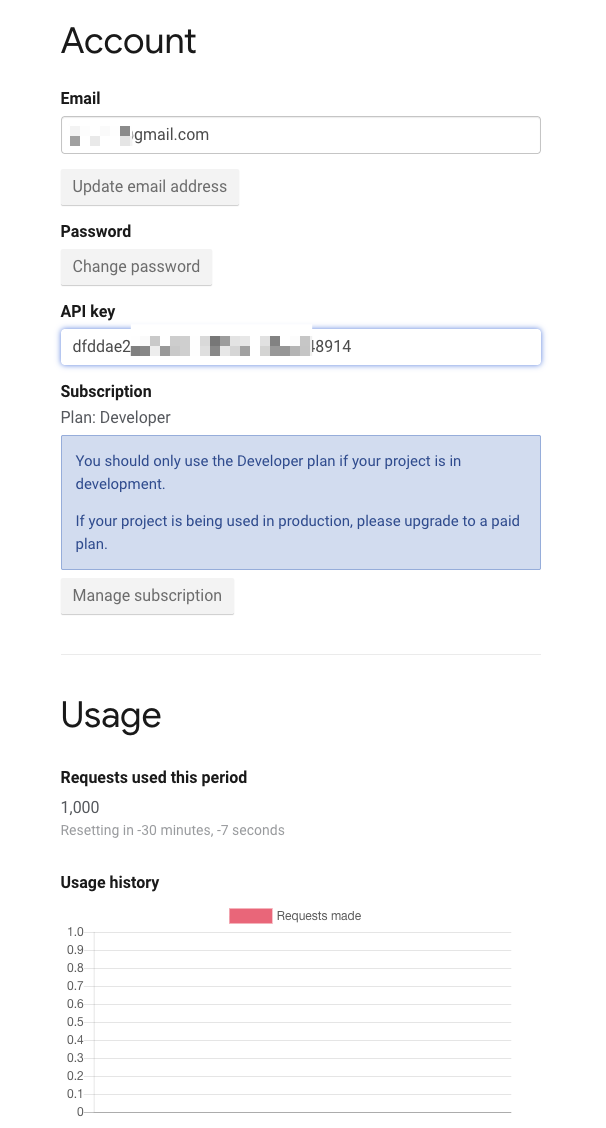 Account
Email
gmail.com
Update email address
Password
Change password
API key
dfddae2 48914
Subscription
Plan: Developer
You should only use the Developer plan if your project is in
development.
If your project is being used in production, please upgrade to a paid
plan.
Manage subscription
Usage
Requests used this period
1,000
Resetting in -30 minutes, -7 seconds
Usage history
Requests made
1.0
0.9
0.8
0.7
0.6
0.5
0.4
0.3
0.2
0.1
0